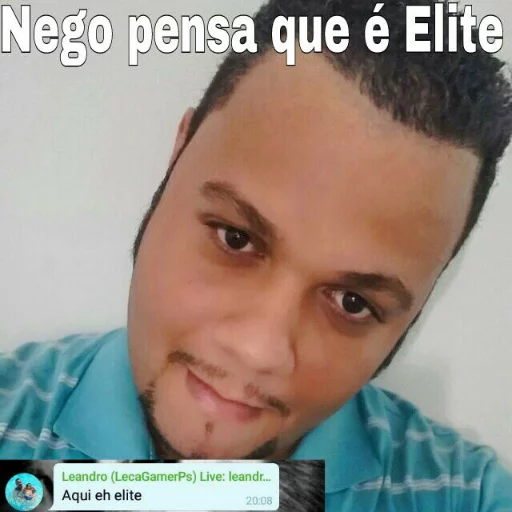 Nego pensa que é Elite
Leandro (LecaGamerPs) Live: leandr...
Aqui eh elite
20:08